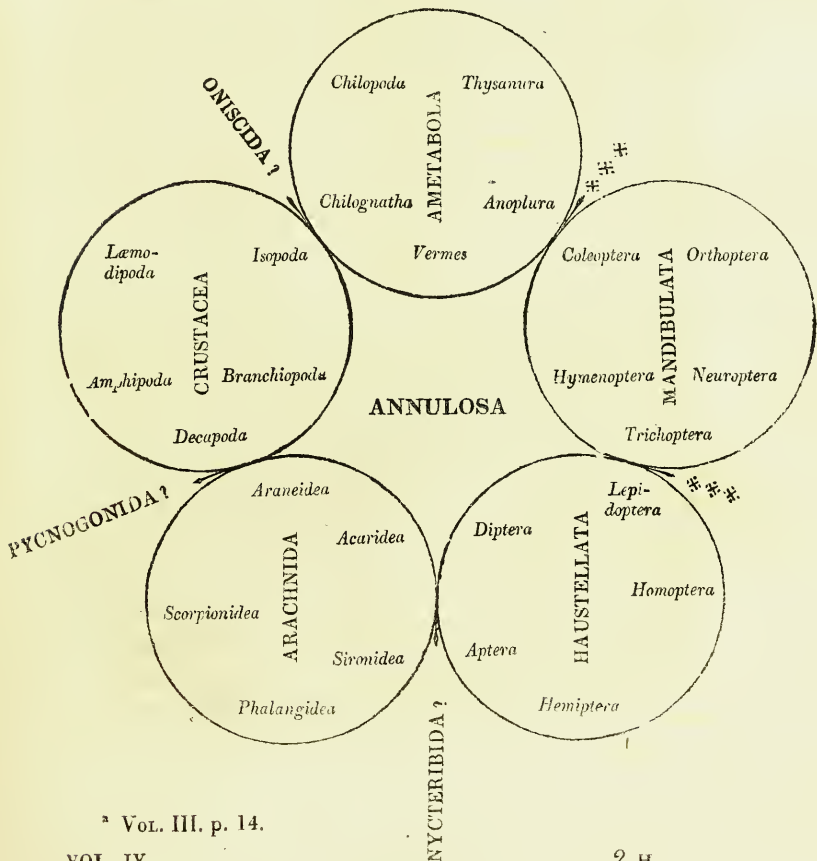 ONISCIDA?
Chilopoda
Thysanura
AMETABOLA
Chilognatha
Anoplura
Vermes
⁂
Læmo-
dipoda
Isopoda
CRUSTACEA
Amphipoda
Branchiopoda
Decapoda
Coleoptera
Orthoptera
MANDIBULATA
Hymenoptera
Neuroptera
Trichoptera
ANNULOSA
PYCNOGONIDA?
Araneidea
Acaridea
ARACHNIDA
Scorpionidea
Sironidea
Phalangidea
Lepi-
doptera
Diptera
Homoptera
HAUSTELLATA
Aptera
Hemiptera
NYCTERIBIDA?
a VOL. III. p. 14.
VOL. IV.
2 H